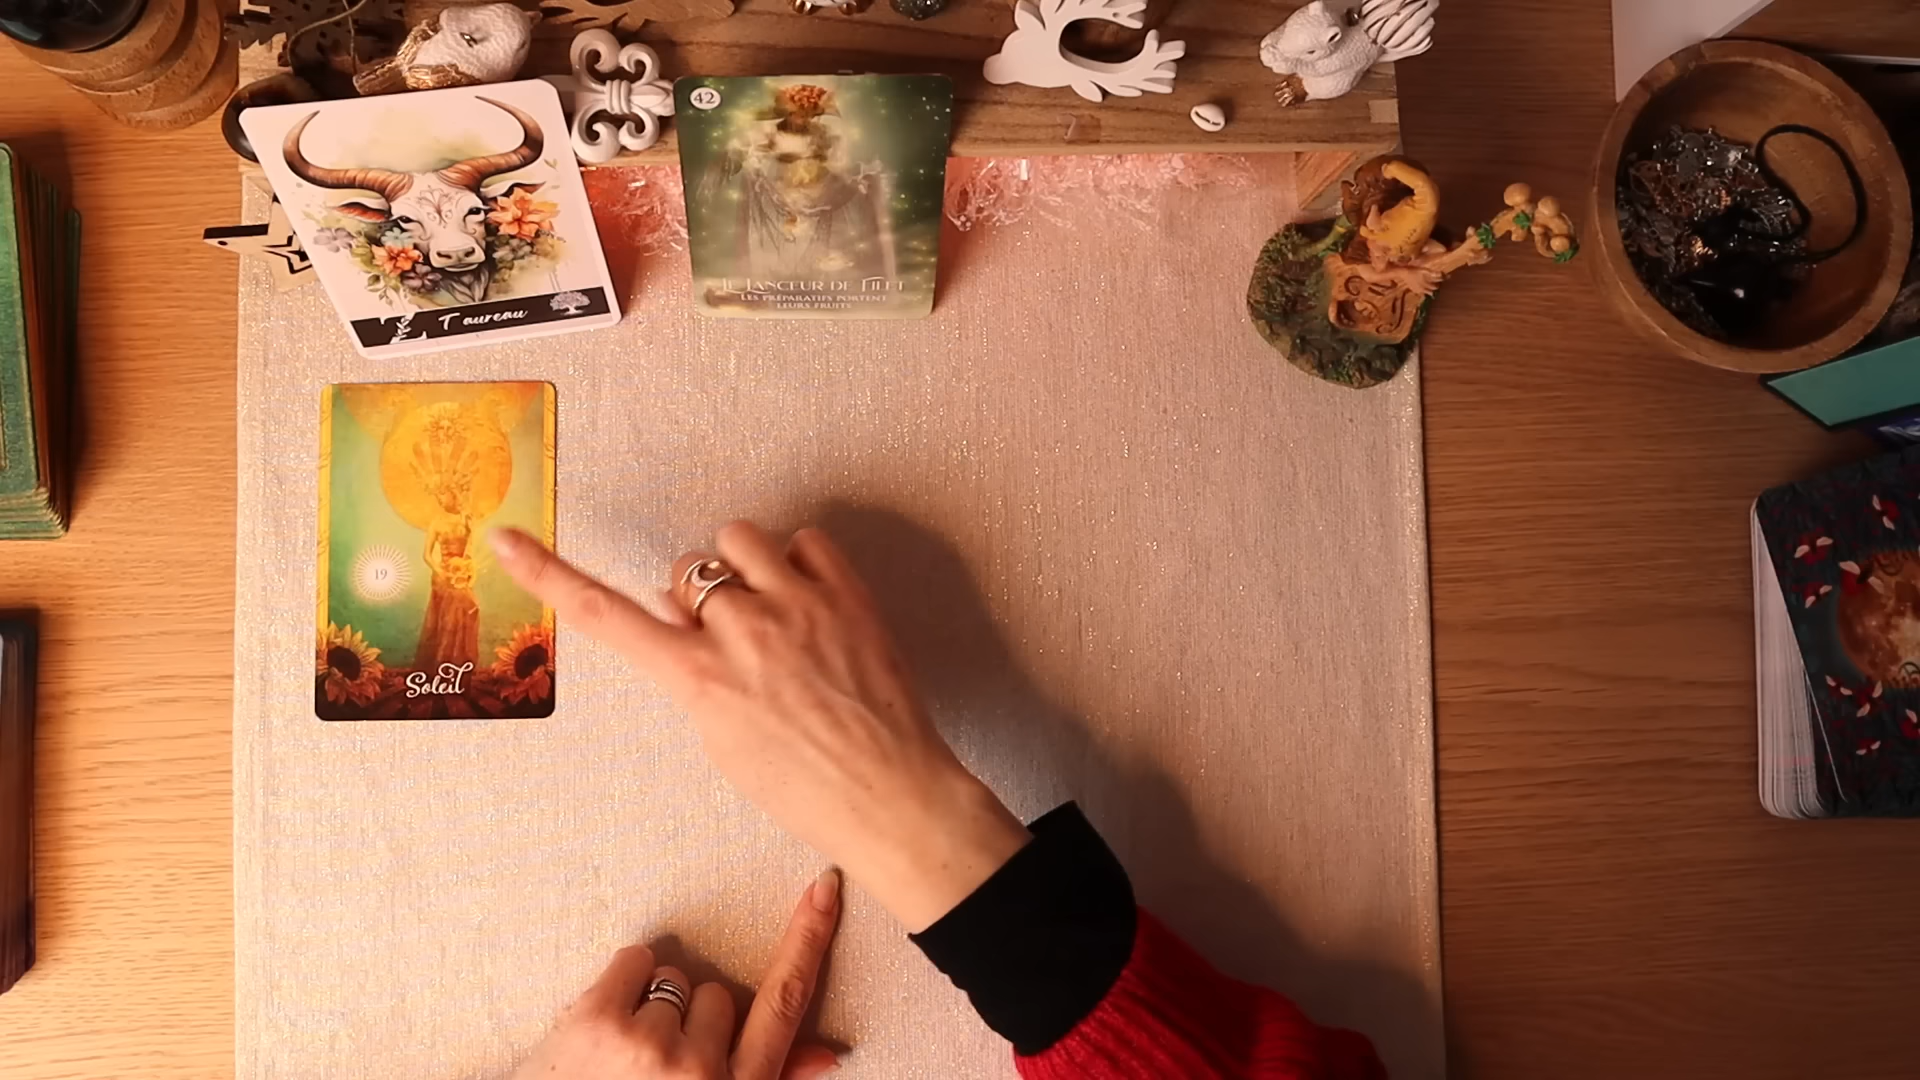 Taureau
42
LE LANCEUR DE FILET
LES PRÉPARATIFS PORTENT
LEURS FRUITS
19
Soleil